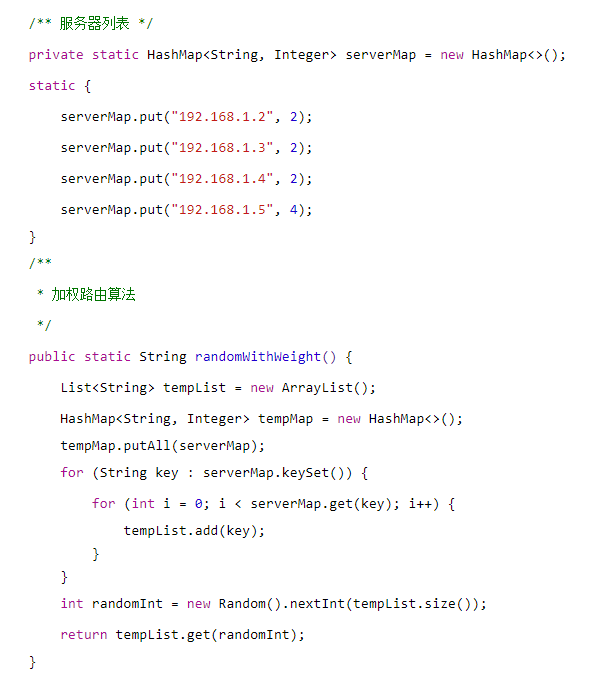 /** 服务器列表 */
private static HashMap<String, Integer> serverMap = new HashMap<>();
static {
    serverMap.put("192.168.1.2", 2);
    serverMap.put("192.168.1.3", 2);
    serverMap.put("192.168.1.4", 2);
    serverMap.put("192.168.1.5", 4);
}
/**
 * 加权路由算法
 */
public static String randomWithWeight() {
    List<String> tempList = new ArrayList();
    HashMap<String, Integer> tempMap = new HashMap<>();
    tempMap.putAll(serverMap);
    for (String key : serverMap.keySet()) {
        for (int i = 0; i < serverMap.get(key); i++) {
            tempList.add(key);
        }
    }
    int randomInt = new Random().nextInt(tempList.size());
    return tempList.get(randomInt);
}